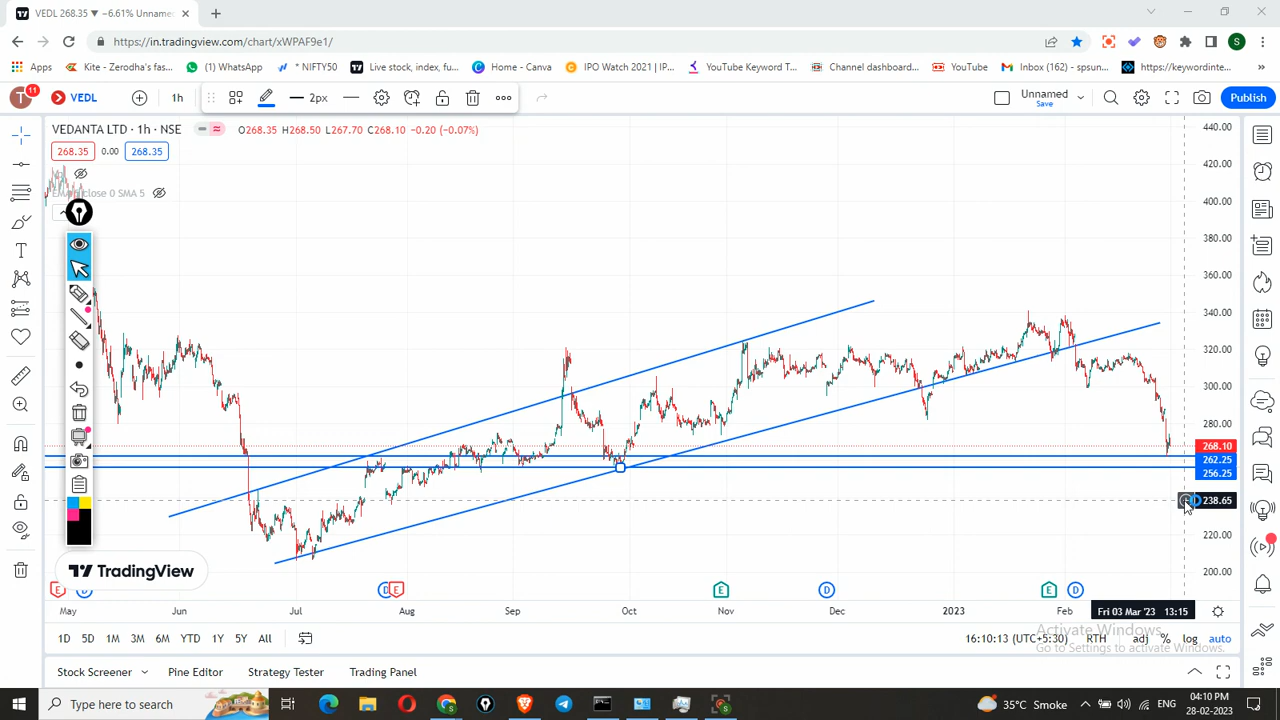 VEDL 268.35 ▼ −6.61% Unname
https://in.tradingview.com/chart/xWPAF9e1/
S
Apps
Kite - Zerodha's fas...
(1) WhatsApp
* NIFTY50
Live stock, index, f...
Home - Canva
IPO Watch 2021 | IP...
YouTube Keyword T...
Channel dashboard...
YouTube
Inbox (162) - spsun...
https://keywordinte...
»
T
11
VEDL
1h
2px
Unnamed
Save
Publish
VEDANTA LTD · 1h · NSE
O268.35 H268.50 L267.70 C268.10 −0.20 (−0.07%)
268.35
0.00
268.35
close 0 SMA 5
440.00
420.00
400.00
380.00
360.00
340.00
320.00
300.00
280.00
268.10
262.25
256.25
238.65
220.00
200.00
TradingView
E
D
D
E
E
D
E
D
May
Jun
Jul
Aug
Sep
Oct
Nov
Dec
2023
Feb
Fri 03 Mar '23 13:15
1D
5D
1M
3M
6M
YTD
1Y
5Y
All
16:10:13 (UTC+5:30)
RTH
adj
%
log
auto
Activate Windows
Go to Settings to activate Windows.
Stock Screener
Pine Editor
Strategy Tester
Trading Panel
Type here to search
35°C Smoke
ENG
04:10 PM
28-02-2023